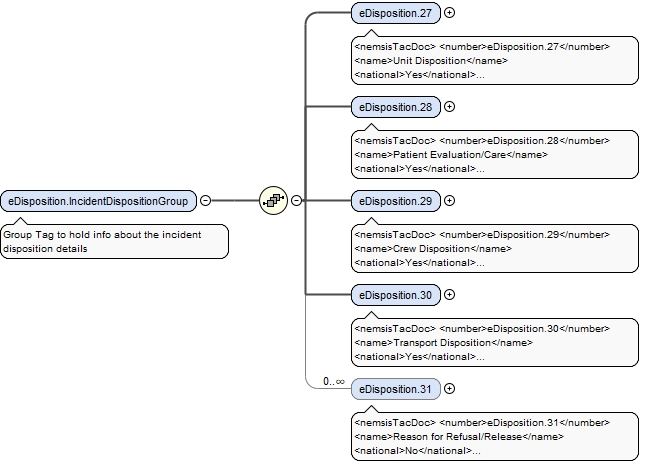 eDisposition.27
<nemsisTacDoc> <number>eDisposition.27</number>
<name>Unit Disposition</name>
<national>Yes</national>...
eDisposition.28
<nemsisTacDoc> <number>eDisposition.28</number>
<name>Patient Evaluation/Care</name>
<national>Yes</national>...
eDisposition.IncidentDispositionGroup
Group Tag to hold info about the incident
disposition details
eDisposition.29
<nemsisTacDoc> <number>eDisposition.29</number>
<name>Crew Disposition</name>
<national>Yes</national>...
eDisposition.30
<nemsisTacDoc> <number>eDisposition.30</number>
<name>Transport Disposition</name>
<national>Yes</national>...
0..∞
eDisposition.31
<nemsisTacDoc> <number>eDisposition.31</number>
<name>Reason for Refusal/Release</name>
<national>No</national>...